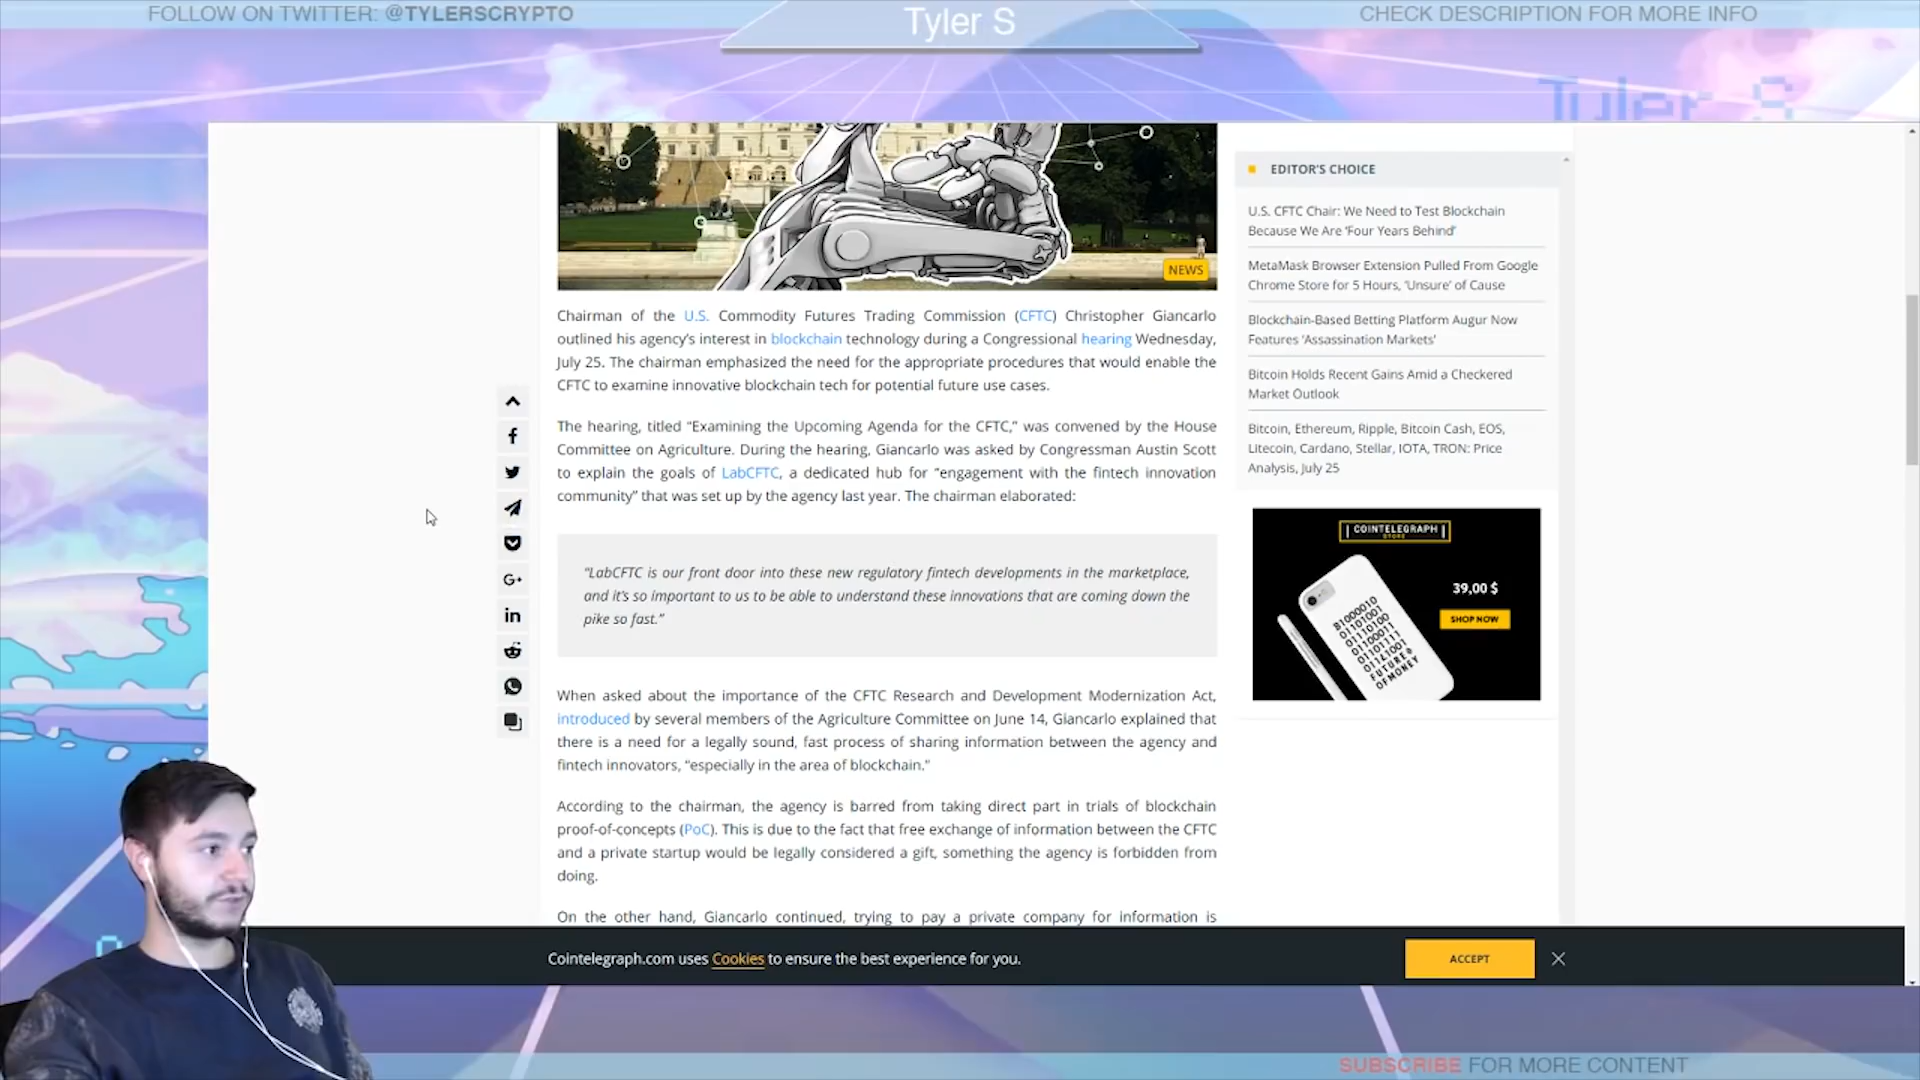 FOLLOW ON TWITTER: @TYLERSCRYPTO
Tyler S
CHECK DESCRIPTION FOR MORE INFO
Tyler S
NEWS
Chairman of the U.S. Commodity Futures Trading Commission (CFTC) Christopher Giancarlo
outlined his agency's interest in blockchain technology during a Congressional hearing Wednesday,
July 25. The chairman emphasized the need for the appropriate procedures that would enable the
CFTC to examine innovative blockchain tech for potential future use cases.
The hearing, titled “Examining the Upcoming Agenda for the CFTC,” was convened by the House
Committee on Agriculture. During the hearing, Giancarlo was asked by Congressman Austin Scott
to explain the goals of LabCFTC, a dedicated hub for “engagement with the fintech innovation
community” that was set up by the agency last year. The chairman elaborated:
“LabCFTC is our front door into these new regulatory fintech developments in the marketplace,
and it's so important to us to be able to understand these innovations that are coming down the
pike so fast.”
When asked about the importance of the CFTC Research and Development Modernization Act,
introduced by several members of the Agriculture Committee on June 14, Giancarlo explained that
there is a need for a legally sound, fast process of sharing information between the agency and
fintech innovators, “especially in the area of blockchain.”
According to the chairman, the agency is barred from taking direct part in trials of blockchain
proof-of-concepts (PoC). This is due to the fact that free exchange of information between the CFTC
and a private startup would be legally considered a gift, something the agency is forbidden from
doing.
On the other hand, Giancarlo continued, trying to pay a private company for information is
EDITOR'S CHOICE
U.S. CFTC Chair: We Need to Test Blockchain
Because We Are ‘Four Years Behind’
MetaMask Browser Extension Pulled From Google
Chrome Store for 5 Hours, ‘Unsure’ of Cause
Blockchain-Based Betting Platform Augur Now
Features ‘Assassination Markets’
Bitcoin Holds Recent Gains Amid a Checkered
Market Outlook
Bitcoin, Ethereum, Ripple, Bitcoin Cash, EOS,
Litecoin, Cardano, Stellar, IOTA, TRON: Price
Analysis, July 25
COINTELEGRAPH
STORE
39,00 $
SHOP NOW
B1000010
01101001
01110100
01100011
01101111
01101001
FUTURE
OF MONEY
Cointelegraph.com uses Cookies to ensure the best experience for you.
ACCEPT
SUBSCRIBE FOR MORE CONTENT